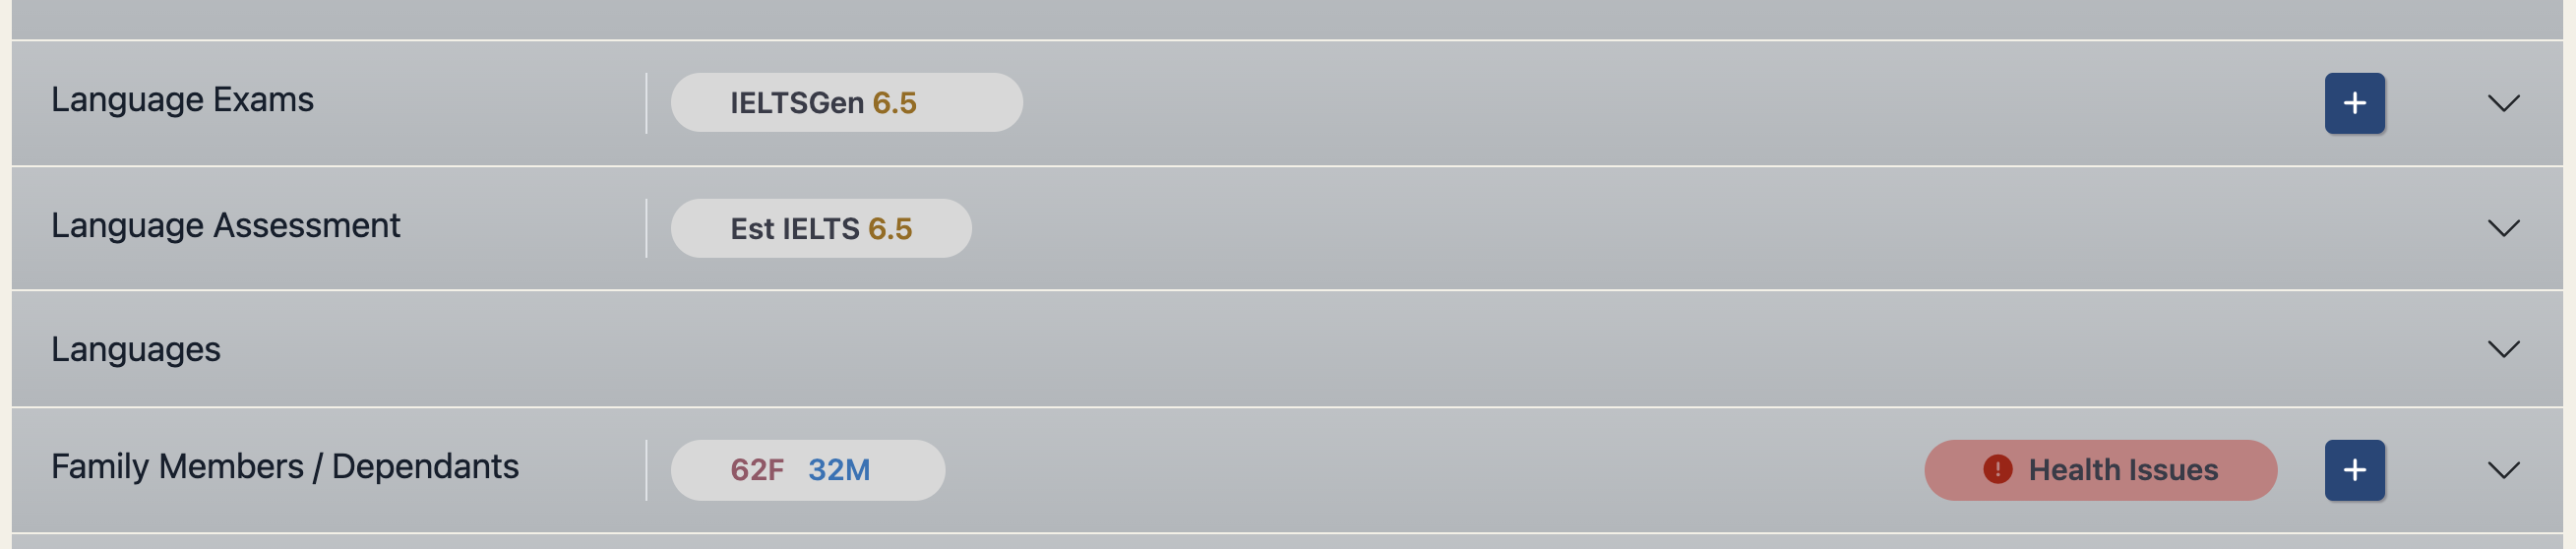 Language Exams
IELTSGen 6.5
Language Assessment
Est IELTS 6.5
Languages
Family Members / Dependants
62F 32M
Health Issues